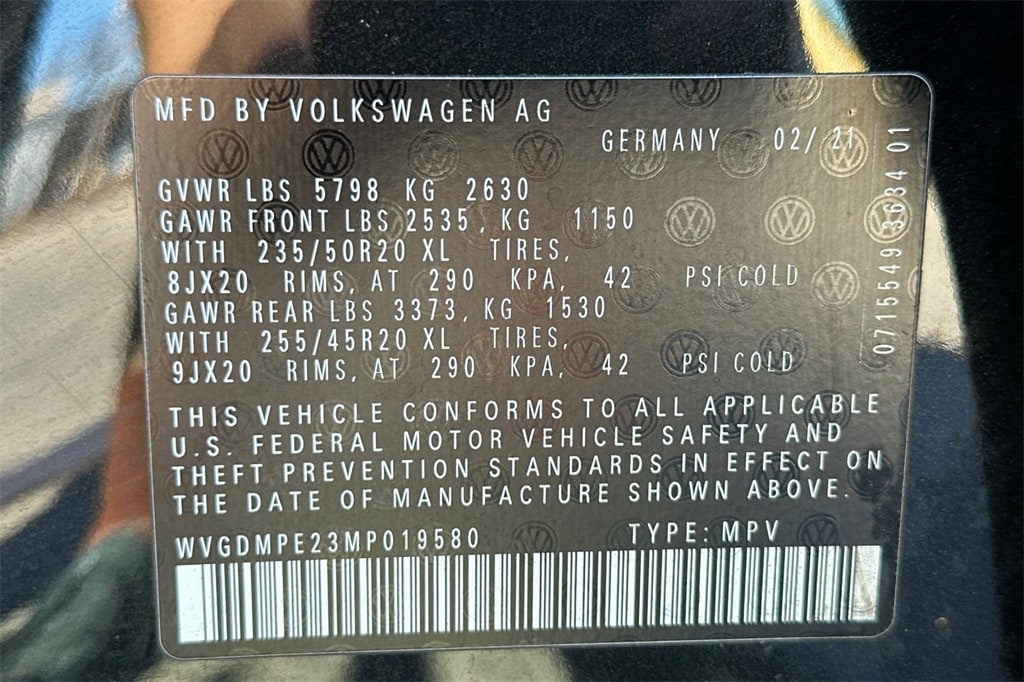 MFD BY VOLKSWAGEN AG
GERMANY 02/ 21
GVWR LBS 5798 KG 2630
GAWR FRONT LBS 2535, KG 1150
WITH 235/50R20 XL TIRES,
8JX20 RIMS, AT 290 KPA, 42 PSI COLD
GAWR REAR LBS 3373, KG 1530
WITH 255/45R20 XL TIRES,
9JX20 RIMS, AT 290 KPA, 42 PSI COLD
THIS VEHICLE CONFORMS TO ALL APPLICABLE
U.S. FEDERAL MOTOR VEHICLE SAFETY AND
THEFT PREVENTION STANDARDS IN EFFECT ON
THE DATE OF MANUFACTURE SHOWN ABOVE.
WVGDMPE23MP019580 TYPE: MPV
0715549 3634 01